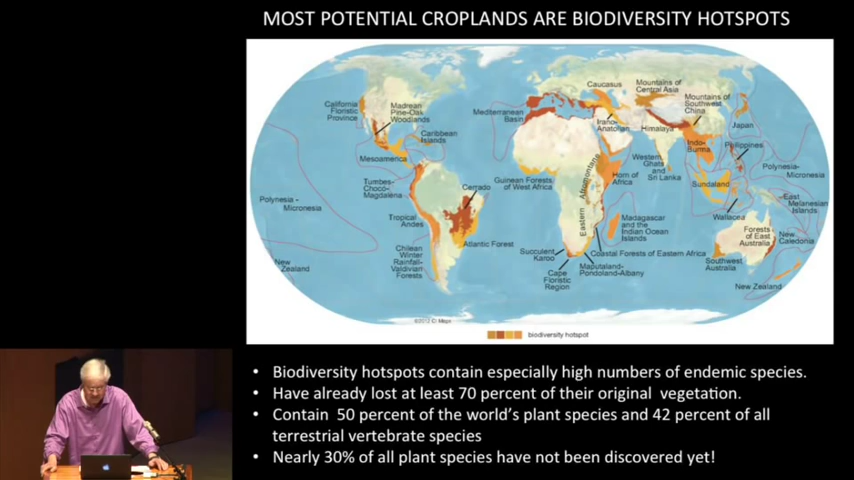 MOST POTENTIAL CROPLANDS ARE BIODIVERSITY HOTSPOTS
Caucasus
Mountains of
Central Asia
Mountains of
Southwest
China
California
Floristic
Province
Madrean
Pine-Oak
Woodlands
Caribbean
Islands
Mediterranean
Basin
Irano-
Anatolian
Himalaya
Japan
Indo-
Burma
Philippines
Mesoamerica
Western
Ghats
and
Sri Lanka
Polynesia-
Micronesia
Tumbes-
Choco-
Magdalena
Cerrado
Guinean Forests
of West Africa
Eastern Afromontane
Horn of
Africa
Sundaland
East
Melanesian
Islands
Polynesia -
Micronesia
Tropical
Andes
Madagascar
and the
Indian Ocean
Islands
Wallacea
Forests
of East
Australia
New
Caledonia
Atlantic Forest
Chilean
Winter
Rainfall-
Valdivian
Forests
Succulent
Karoo
Coastal Forests of Eastern Africa
Cape
Floristic
Region
Maputaland-
Pondoland-Albany
Southwest
Australia
New
Zealand
New Zealand
biodiversity hotspot
• Biodiversity hotspots contain especially high numbers of endemic species.
• Have already lost at least 70 percent of their original vegetation.
• Contain 50 percent of the world's plant species and 42 percent of all
terrestrial vertebrate species
• Nearly 30% of all plant species have not been discovered yet!